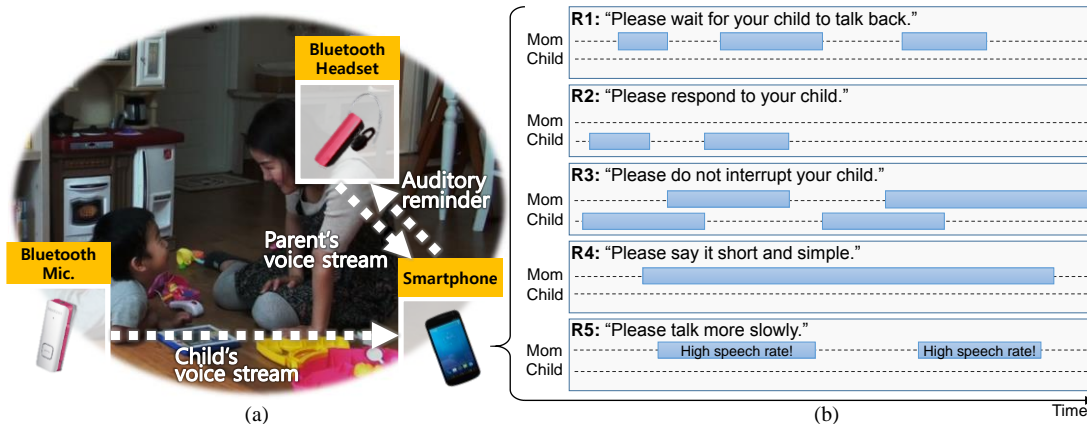 Bluetooth
Headset
Auditory
reminder
Parent's
voice stream
Bluetooth
Mic.
Smartphone
Child's
voice stream
(a)
R1: “Please wait for your child to talk back.”
Mom
Child
R2: “Please respond to your child.”
Mom
Child
R3: “Please do not interrupt your child.”
Mom
Child
R4: “Please say it short and simple.”
Mom
Child
R5: “Please talk more slowly.”
Mom
High speech rate! High speech rate!
Child
Time
(b)